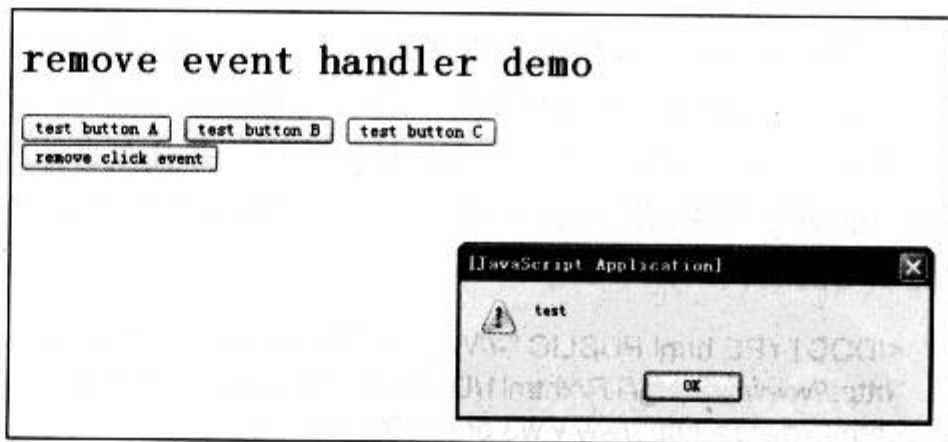 remove event handler demo
test button A test button B test button C
remove click event
[JavaScript Application]
test
OK